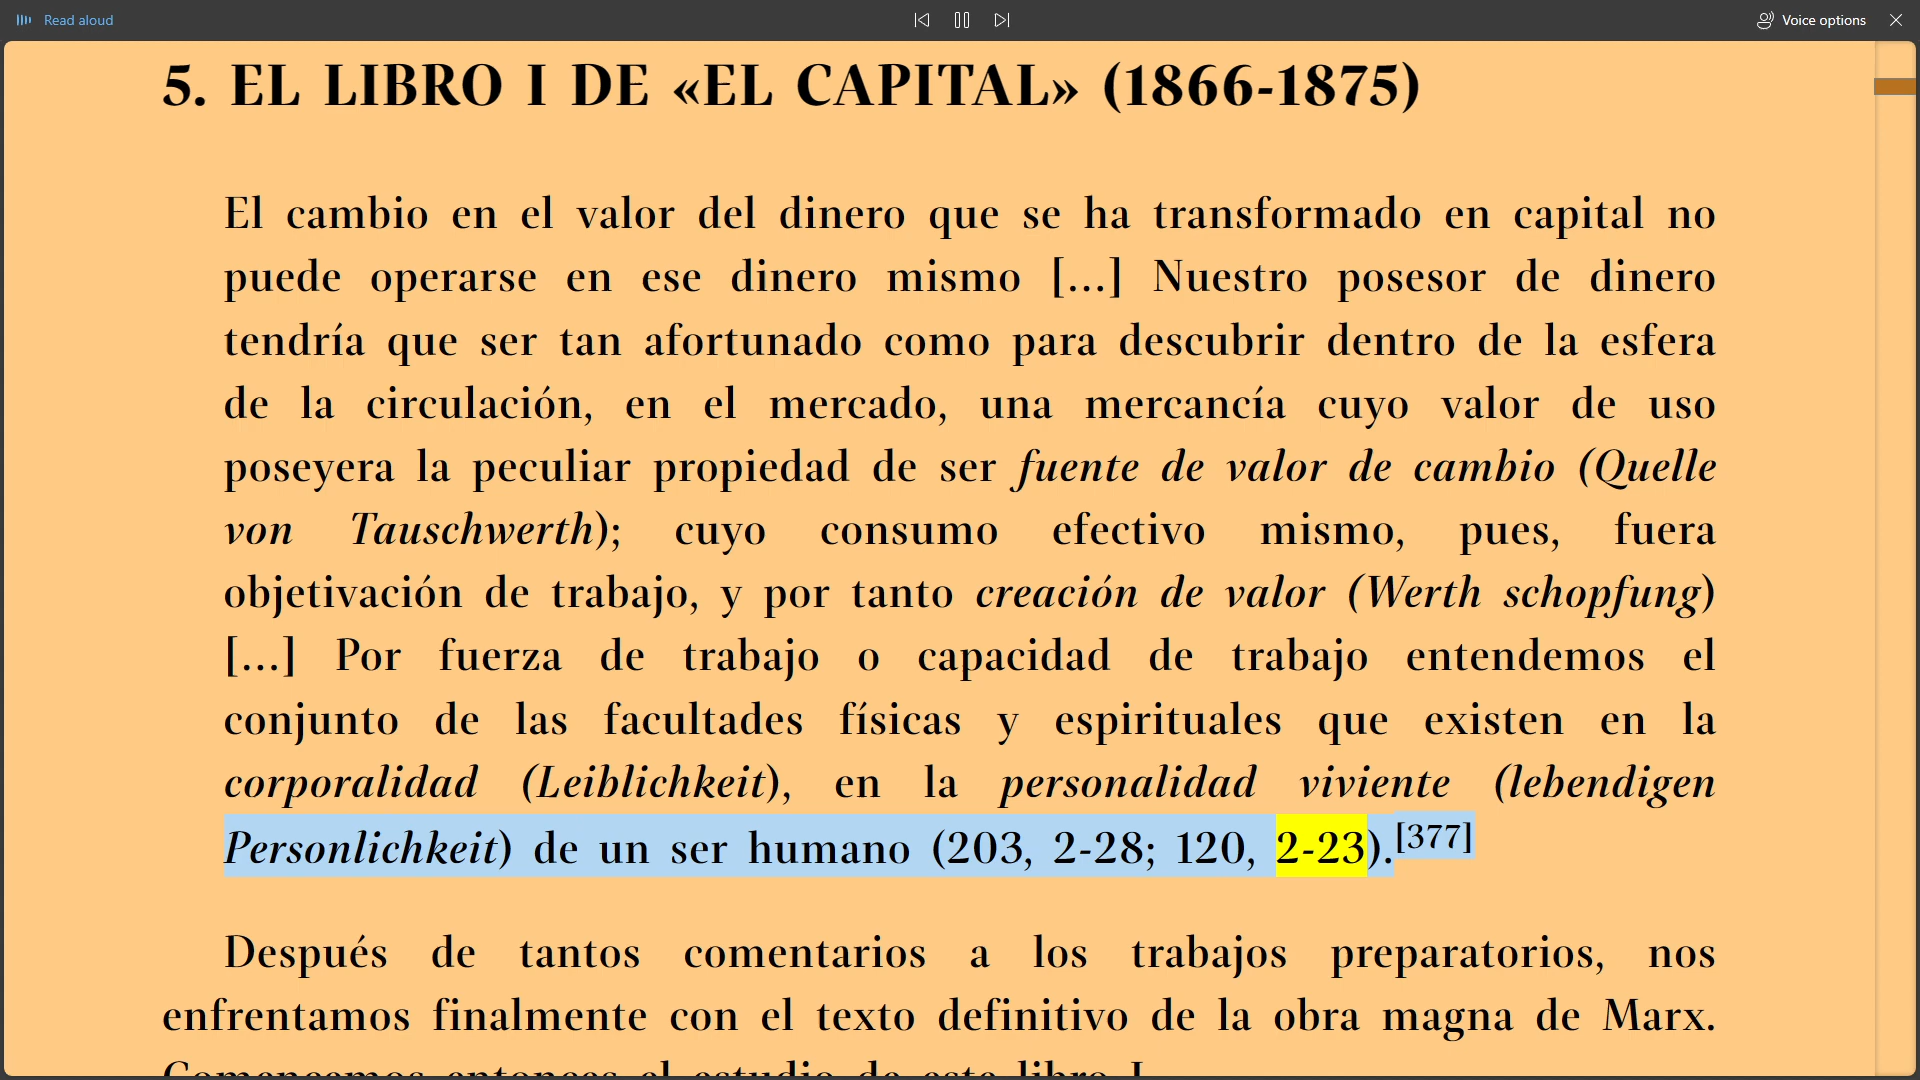 Read aloud
Voice options
5. EL LIBRO I DE «EL CAPITAL» (1866-1875)
El cambio en el valor del dinero que se ha transformado en capital no
puede operarse en ese dinero mismo [...] Nuestro posesor de dinero
tendría que ser tan afortunado como para descubrir dentro de la esfera
de la circulación, en el mercado, una mercancía cuyo valor de uso
poseyera la peculiar propiedad de ser fuente de valor de cambio (Quelle
von Tauschwerth); cuyo consumo efectivo mismo, pues, fuera
objetivación de trabajo, y por tanto creación de valor (Werth schopfung)
[...] Por fuerza de trabajo o capacidad de trabajo entendemos el
conjunto de las facultades físicas y espirituales que existen en la
corporalidad (Leiblichkeit), en la personalidad viviente (lebendigen
Personlichkeit) de un ser humano (203, 2-28; 120, 2-23).[377]
Después de tantos comentarios a los trabajos preparatorios, nos
enfrentamos finalmente con el texto definitivo de la obra magna de Marx.
Comencemos entonces el estudio de este libro I